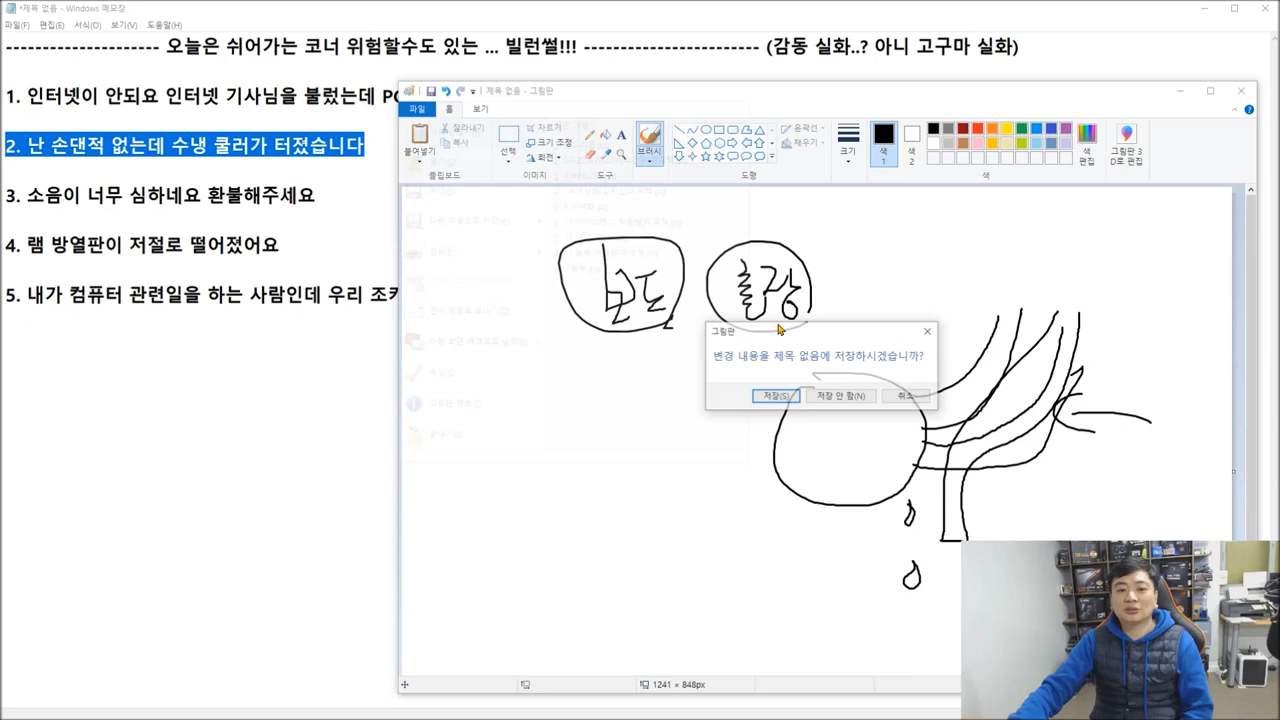 *제목 없음 - Windows 메모장
파일(F) 편집(E) 서식(O) 보기(V) 도움말(H)
--------------------- 오늘은 쉬어가는 코너 위험할수도 있는 ... 빌런썰!!! ------------------------ (감동 실화..? 아니 고구마 실화)
1. 인터넷이 안되요 인터넷 기사님을 불렀는데 PC
2. 난 손댄적 없는데 수냉 쿨러가 터졌습니다
3. 소음이 너무 심하네요 환불해주세요
4. 램 방열판이 저절로 떨어졌어요
5. 내가 컴퓨터 관련일을 하는 사람인데 우리 조카
제목 없음 - 그림판
파일 홈 보기
붙여넣기 잘라내기 복사 선택 자르기 크기 조정 회전 A 브러시 윤곽선 채우기 크기 색 1 색 2 색 편집 그림판 3D로 편집
클립보드 이미지 도구 도형 색
보드 출장
그림판
변경 내용을 제목 없음에 저장하시겠습니까?
저장(S) 저장 안 함(N) 취소
1241 × 848px